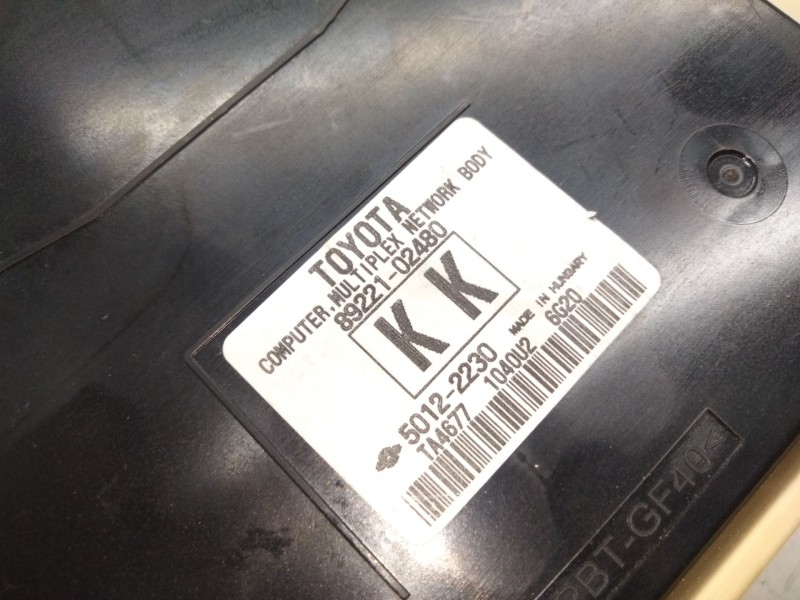 TOYOTA
COMPUTER, MULTIPLEX NETWORK BODY
89221-02480
K K
5012-2230 MADE IN HUNGARY
TA4677 1040U2 6G20
PBT-GF40<